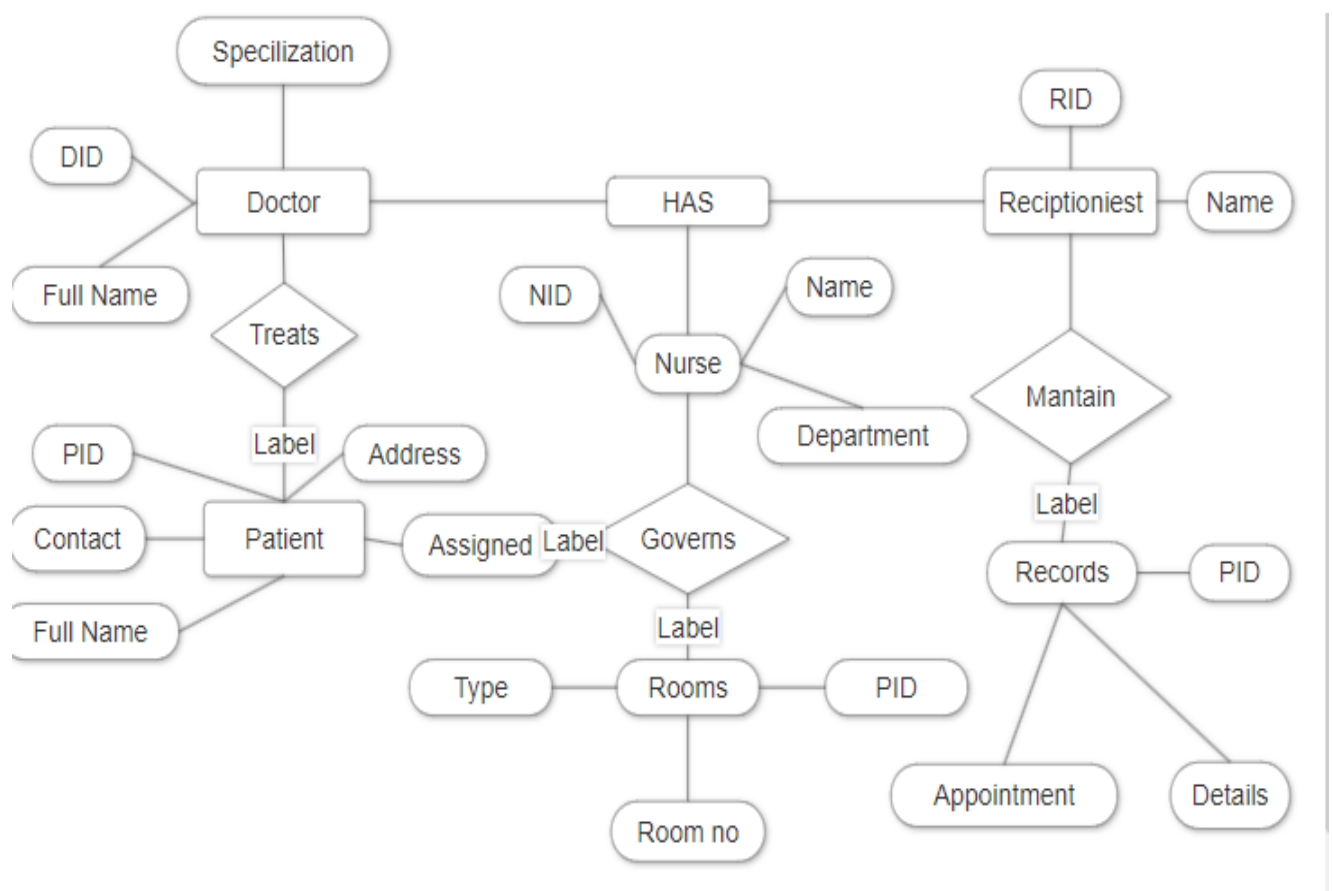 Specilization
RID
DID
Doctor
HAS
Reciptioniest
Name
Full Name
NID
Name
Treats
Nurse
Mantain
Department
Label
PID
Address
Label
Contact
Patient
Assigned
Label
Governs
Records
PID
Full Name
Label
Type
Rooms
PID
Appointment
Details
Room no